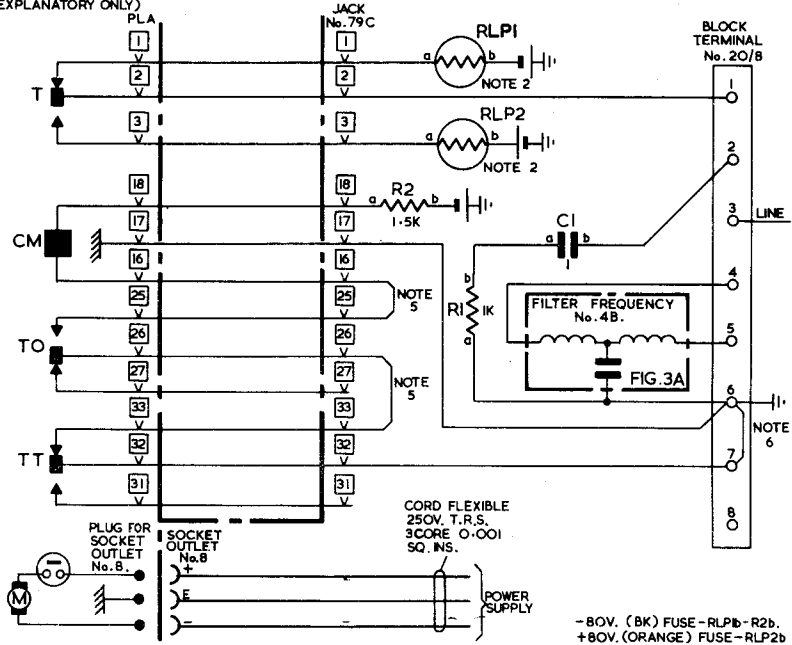 EXPLANATORY ONLY)
PLA
JACK
No.79C
BLOCK
TERMINAL
No.20/8
1
1
RLP1
a
b
2
2
NOTE 2
1
T
3
3
RLP2
a
b
NOTE 2
2
18
18
a
R2
b
1·5K
17
17
3
LINE
CM
C1
a
b
1
16
16
b
4
25
25
NOTE
5
R1
1K
a
FILTER FREQUENCY
No.4B.
TO
26
26
5
27
27
NOTE
5
FIG.3A
33
33
6
NOTE
6
TT
32
32
7
31
31
8
PLUG FOR
SOCKET
OUTLET
No.8.
SOCKET
OUTLET
No.8
CORD FLEXIBLE
250V. T.R.S.
3CORE 0·001
SQ.INS.
+
M
E
POWER
SUPPLY
-
-
-
-80V. (BK) FUSE-RLP1b-R2b.
+80V. (ORANGE) FUSE-RLP2b